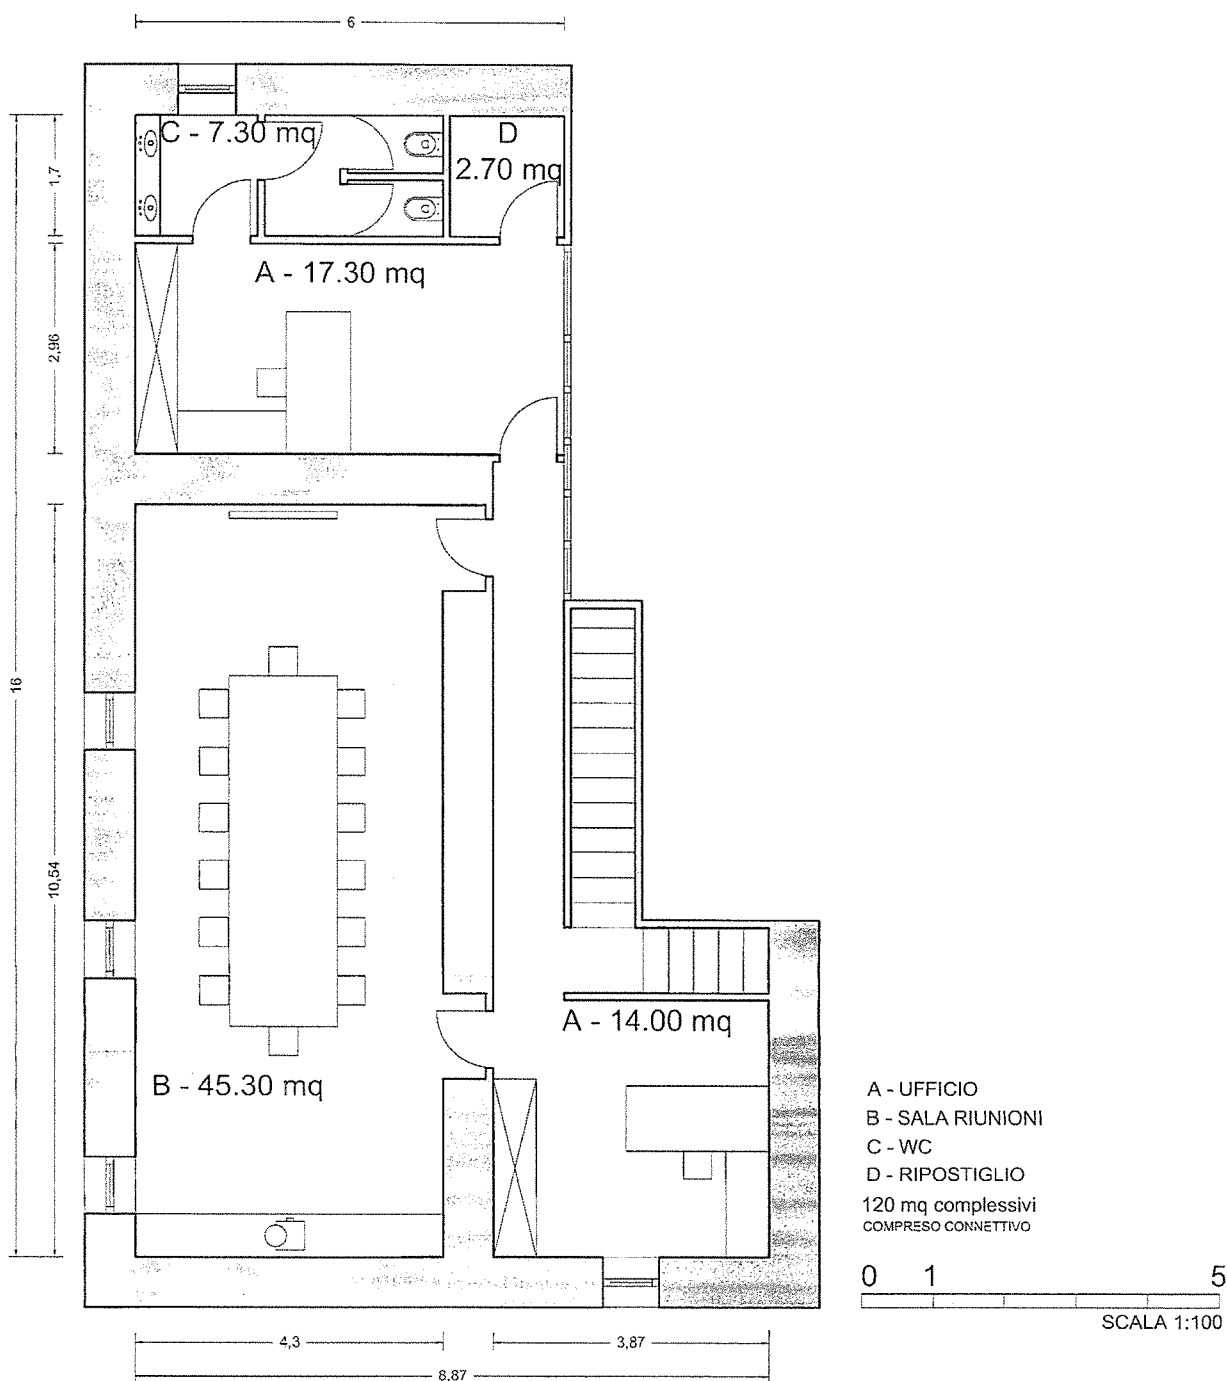 6
C - 7.30 mq
D
2.70 mq
1,7
A - 17.30 mq
2,96
16
10,54
A - 14.00 mq
B - 45.30 mq
A - UFFICIO
B - SALA RIUNIONI
C - WC
D - RIPOSTIGLIO
120 mq complessivi
COMPRESO CONNETTIVO
0 1 5
SCALA 1:100
4,3
3,87
8,87